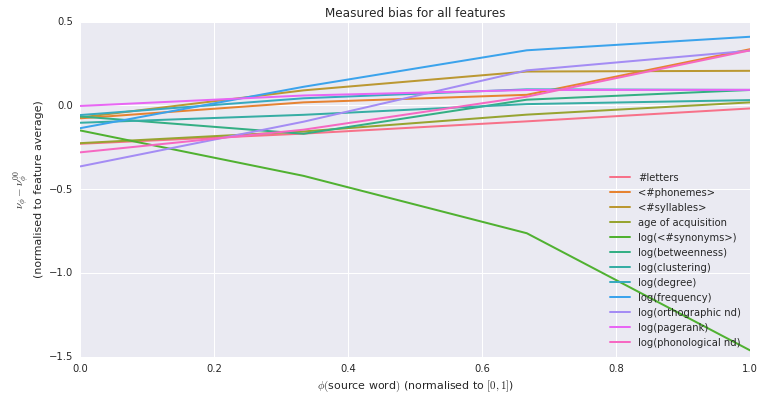 Measured bias for all features
0.5
0.0
−0.5
−1.0
−1.5
0.0 0.2 0.4 0.6 0.8 1.0
ν_ϕ − ν_ϕ^00
(normalised to feature average)
ϕ(source word) (normalised to [0, 1])
#letters
<#phonemes>
<#syllables>
age of acquisition
log(<#synonyms>)
log(betweenness)
log(clustering)
log(degree)
log(frequency)
log(orthographic nd)
log(pagerank)
log(phonological nd)